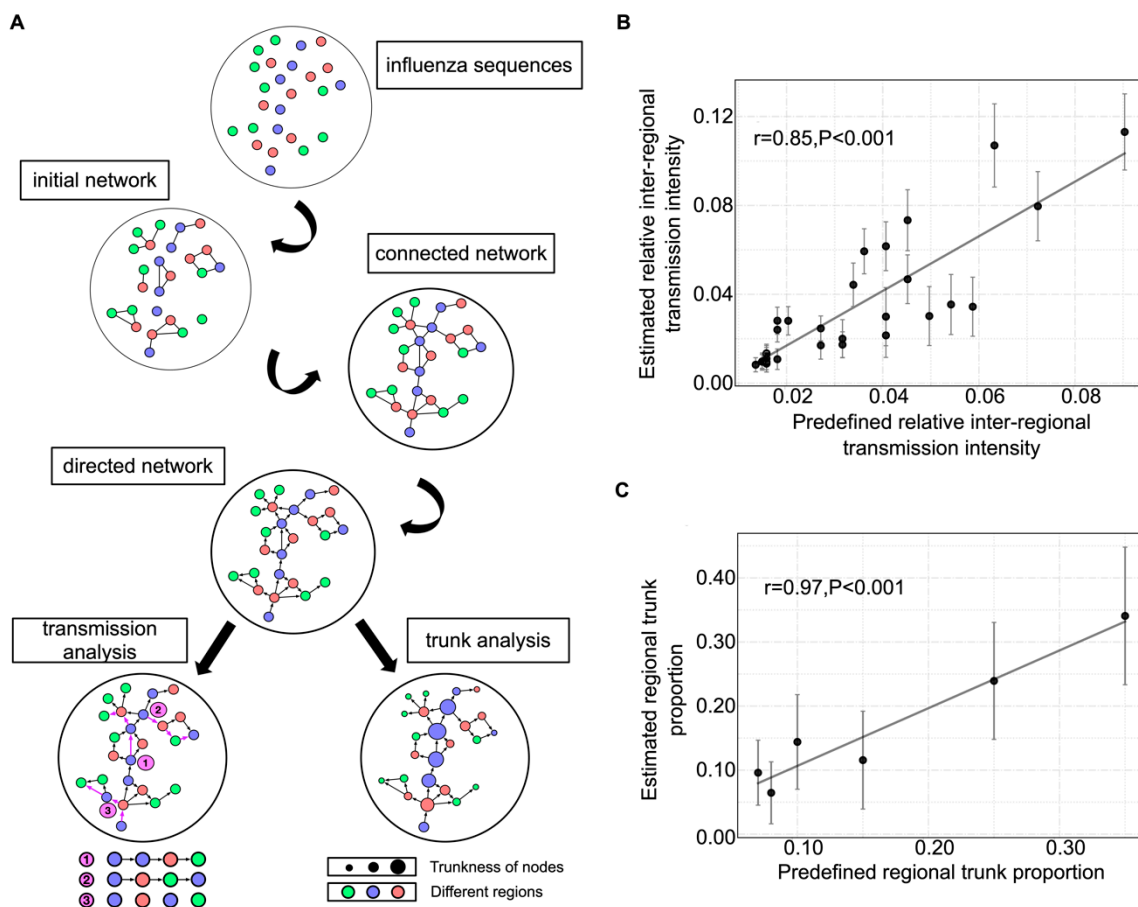 A
influenza sequences
initial network
connected network
directed network
transmission
analysis
trunk analysis
2
1
3
1
2
3
Trunkness of nodes
Different regions
B
Estimated relative inter-regional
transmission intensity
0.12
0.08
0.04
0.00
r=0.85,P<0.001
0.02
0.04
0.06
0.08
Predefined relative inter-regional
transmission intensity
C
Estimated regional trunk
proportion
0.40
0.30
0.20
0.10
0.00
r=0.97,P<0.001
0.10
0.20
0.30
Predefined regional trunk proportion